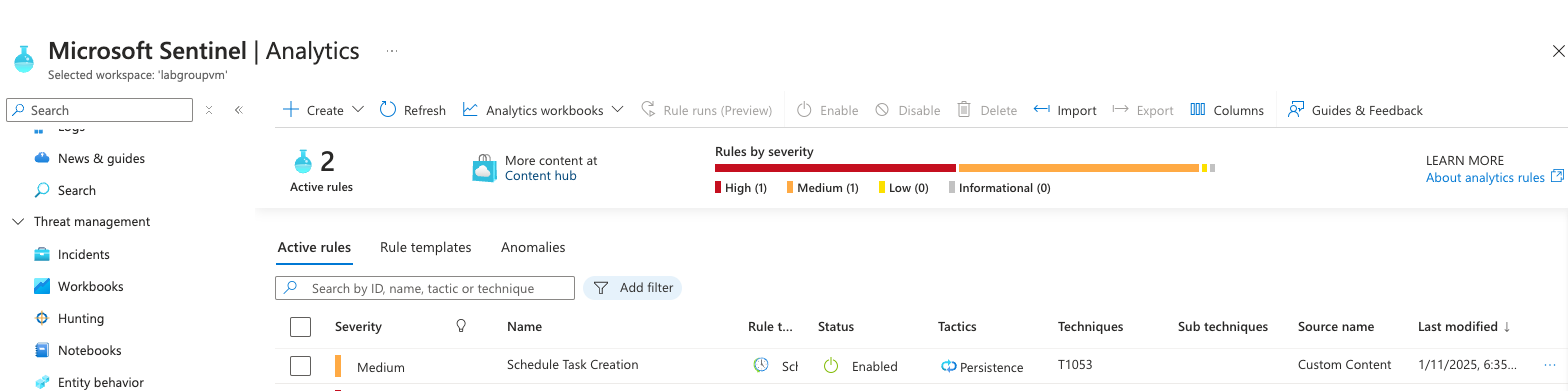 Microsoft Sentinel | Analytics ...
Selected workspace: 'labgroupvm'
Search
Create
Refresh
Analytics workbooks
Rule runs (Preview)
Enable
Disable
Delete
Import
Export
Columns
Guides & Feedback
Logs
News & guides
Search
Threat management
Incidents
Workbooks
Hunting
Notebooks
Entity behavior
2
Active rules
More content at
Content hub
Rules by severity
High (1) Medium (1) Low (0) Informational (0)
LEARN MORE
About analytics rules
Active rules Rule templates Anomalies
Search by ID, name, tactic or technique
Add filter
Severity Name Rule t... Status Tactics Techniques Sub techniques Source name Last modified ↓
Medium Schedule Task Creation Sch Enabled Persistence T1053 Custom Content 1/11/2025, 6:35... ...